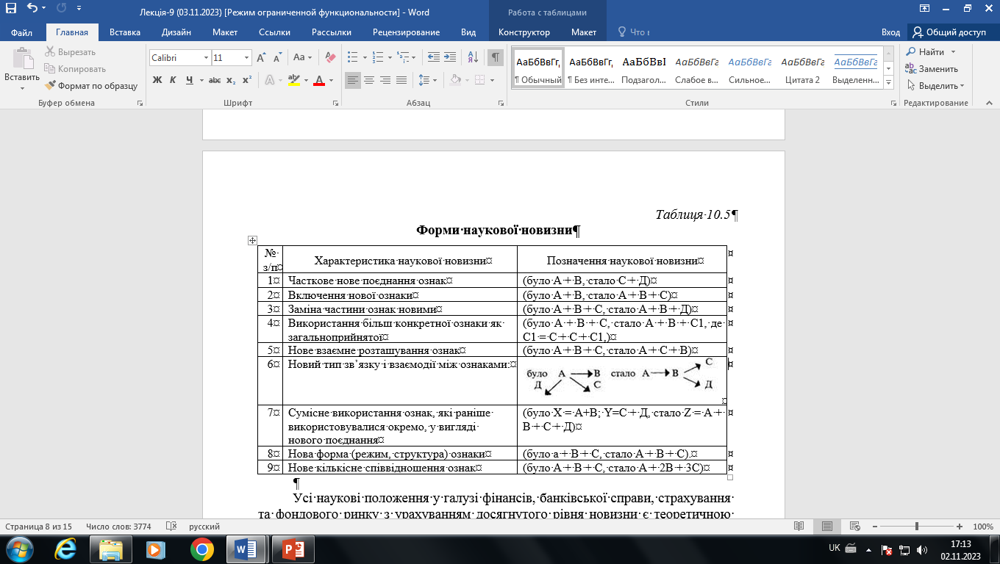 Лекція-9 (03.11.2023) [Режим ограниченной функциональности] - Word
Работа с таблицами
Файл Главная Вставка Дизайн Макет Ссылки Рассылки Рецензирование Вид Конструктор Макет Что в Вход Общий доступ
Вставить
Вырезать
Копировать
Формат по образцу
Буфер обмена
Calibri 11 Aa
Ж К Ч abc x₂ x² A ab A
Шрифт
Абзац
АаБбВвГг, АаБбВвГг, АаБбВвІ АаБбВвГг АаБбВвГг АаБбВвГг АаБбВвГг
¶ Обычный ¶ Без инте... Подзагол... Слабое в... Сильное... Цитата 2 Выделенн...
Стили
Найти
Заменить
Выделить
Редактирование
Таблиця·10.5¶
Форми·наукової·новизни¶
№·
з/п¤ Характеристика·наукової·новизни¤ Позначення·наукової·новизни¤ ¤
1¤ Часткове·нове·поєднання·ознак¤ (було·А·+·В,·стало·С·+·Д)¤ ¤
2¤ Включення·нової·ознаки¤ (було·А·+·В,·стало·А·+·В·+·С)¤ ¤
3¤ Заміна·частини·ознак·новими¤ (було·А·+·В·+·С,·стало·А·+·В·+·Д)¤ ¤
4¤ Використання·більш·конкретної·ознаки·як· (було·А·+·В·+·С,·стало·А·+·В·+·С1,·де· ¤
загальноприйнятої¤ С1·=·С·+·С·+·С1,)¤
5¤ Нове·взаємне·розташування·ознак¤ (було·А·+·В·+·С,·стало·А·+·С·+·В)¤ ¤
6¤ Новий·тип·зв’язку·і·взаємодії·між·ознаками:¤ С ¤
було А В стало А В
Д С Д
¤
7¤ Сумісне·використання·ознак,·які·раніше· (було·X·=·А+В;·Y=С·+·Д,·стало·Z·=·А·+· ¤
використовувалися·окремо,·у·вигляді· В·+·С·+·Д)¤
нового·поєднання¤
8¤ Нова·форма·(режим,·структура)·ознаки¤ (було·а·+·В·+·С,·стало·А·+·В·+·С).¤ ¤
9¤ Нове·кількісне·співвідношення·ознак¤ (було·А·+·В·+·С,·стало·А·+·2В·+·3С)¤ ¤
¶
Усі·наукові·положення·у·галузі·фінансів,·банківської·справи,·страхування·
та·фондового·ринку·з·урахуванням·досягнутого·рівня·новизни·є·теоретичною·
Страница 8 из 15 Число слов: 3774 русский 100%
UK 17:13
02.11.2023